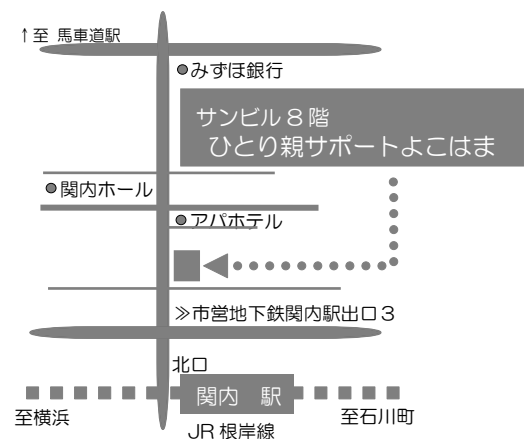 ↑至 馬車道駅
みずほ銀行
サンビル8階
ひとり親サポートよこはま
関内ホール
アパホテル
≫市営地下鉄関内駅出口3
北口
関内 駅
至横浜
至石川町
JR根岸線